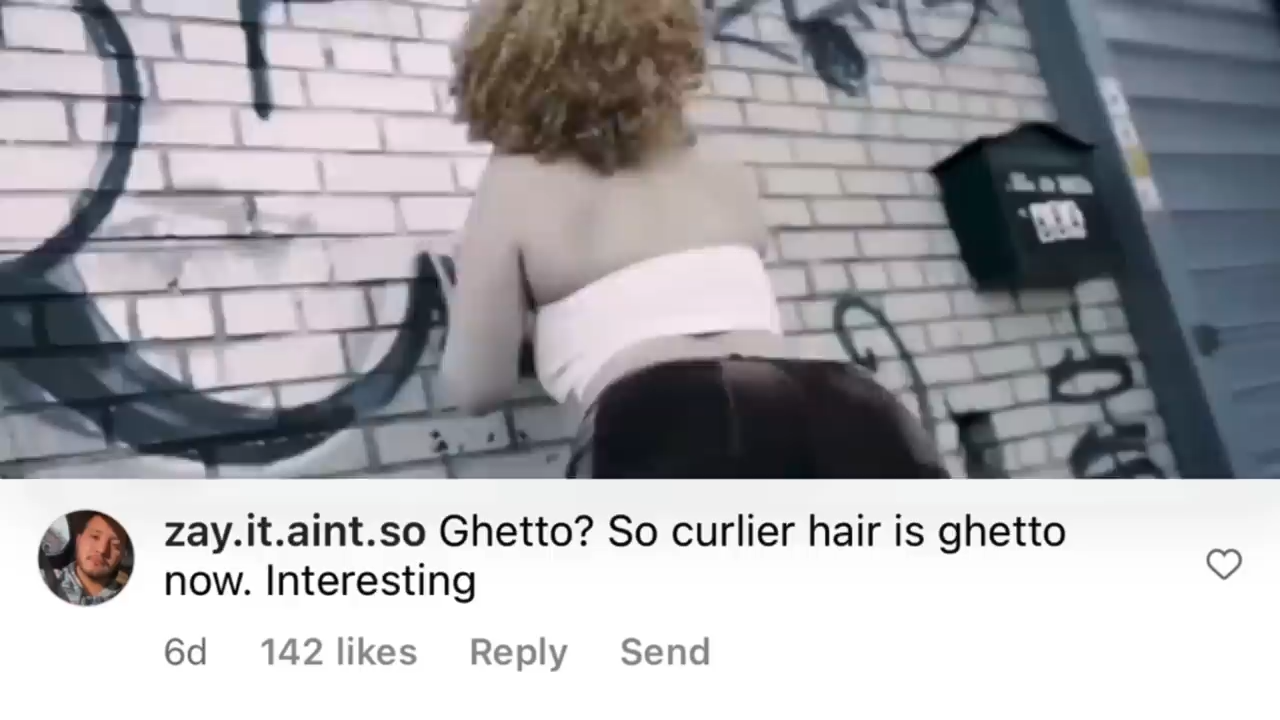 zay.it.aint.so Ghetto? So curlier hair is ghetto
now. Interesting
6d 142 likes Reply Send